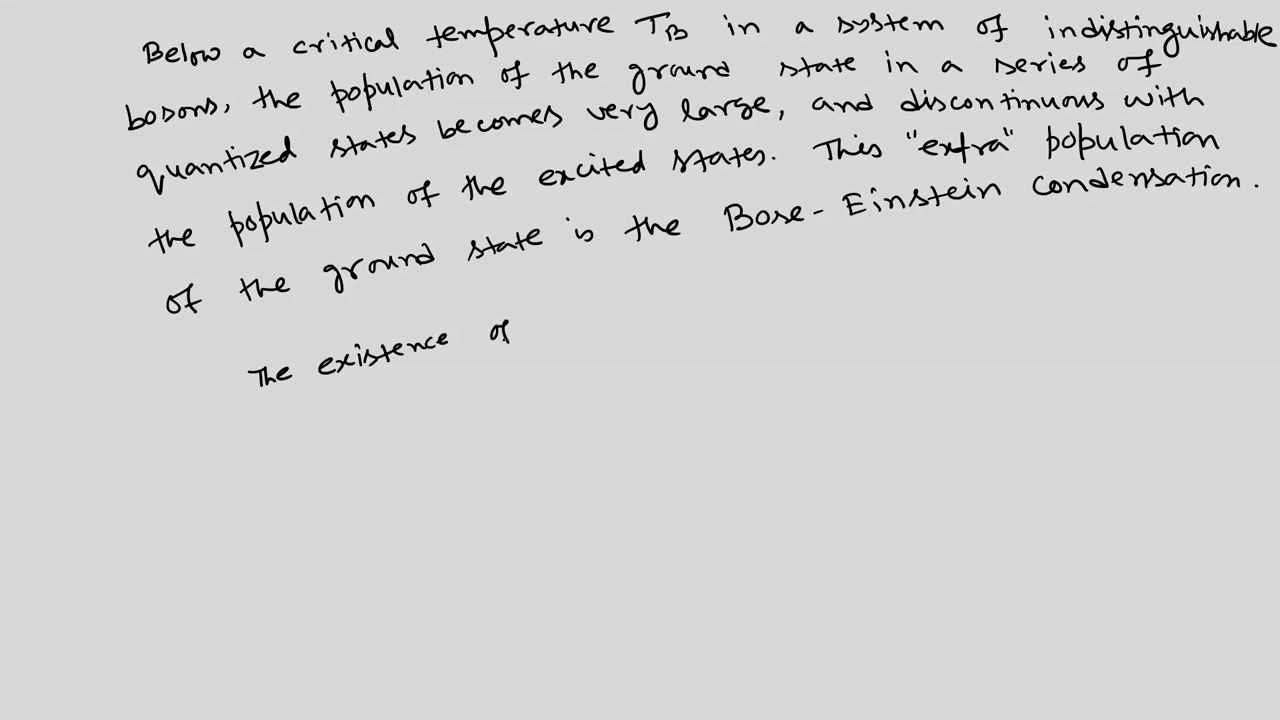 Below a critical temperature TB in a system of indistinguishable
bosons, the population of the ground state in a series of
quantized states becomes very large, and discontinuous with
the population of the excited states. This "extra" population
of the ground state is the Bose-Einstein condensation.
The existence of